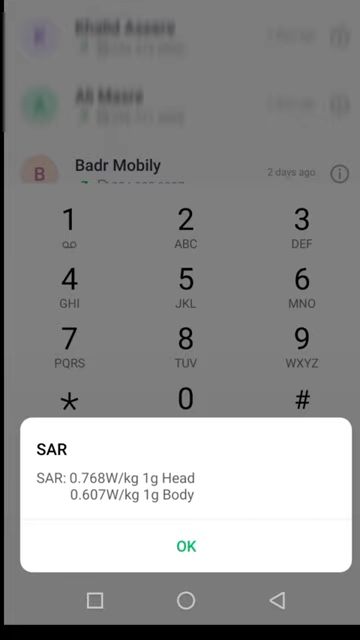 K
A
B
Badr Mobily
2 days ago
1
2
ABC
3
DEF
4
GHI
5
JKL
6
MNO
7
PQRS
8
TUV
9
WXYZ
*
0
#
SAR
SAR: 0.768W/kg 1g Head
0.607W/kg 1g Body
OK